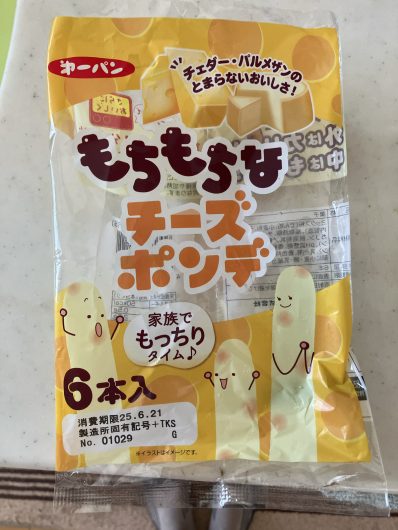 第一パン
チェダー・パルメザンの
とまらないおいしさ!
もちもちな
チーズ
ポンデ
家族で
もっちり
タイム♪
6本入
消費期限25.6.21
製造所固有記号+TKS
No. 01029 G
※イラストはイメージです。